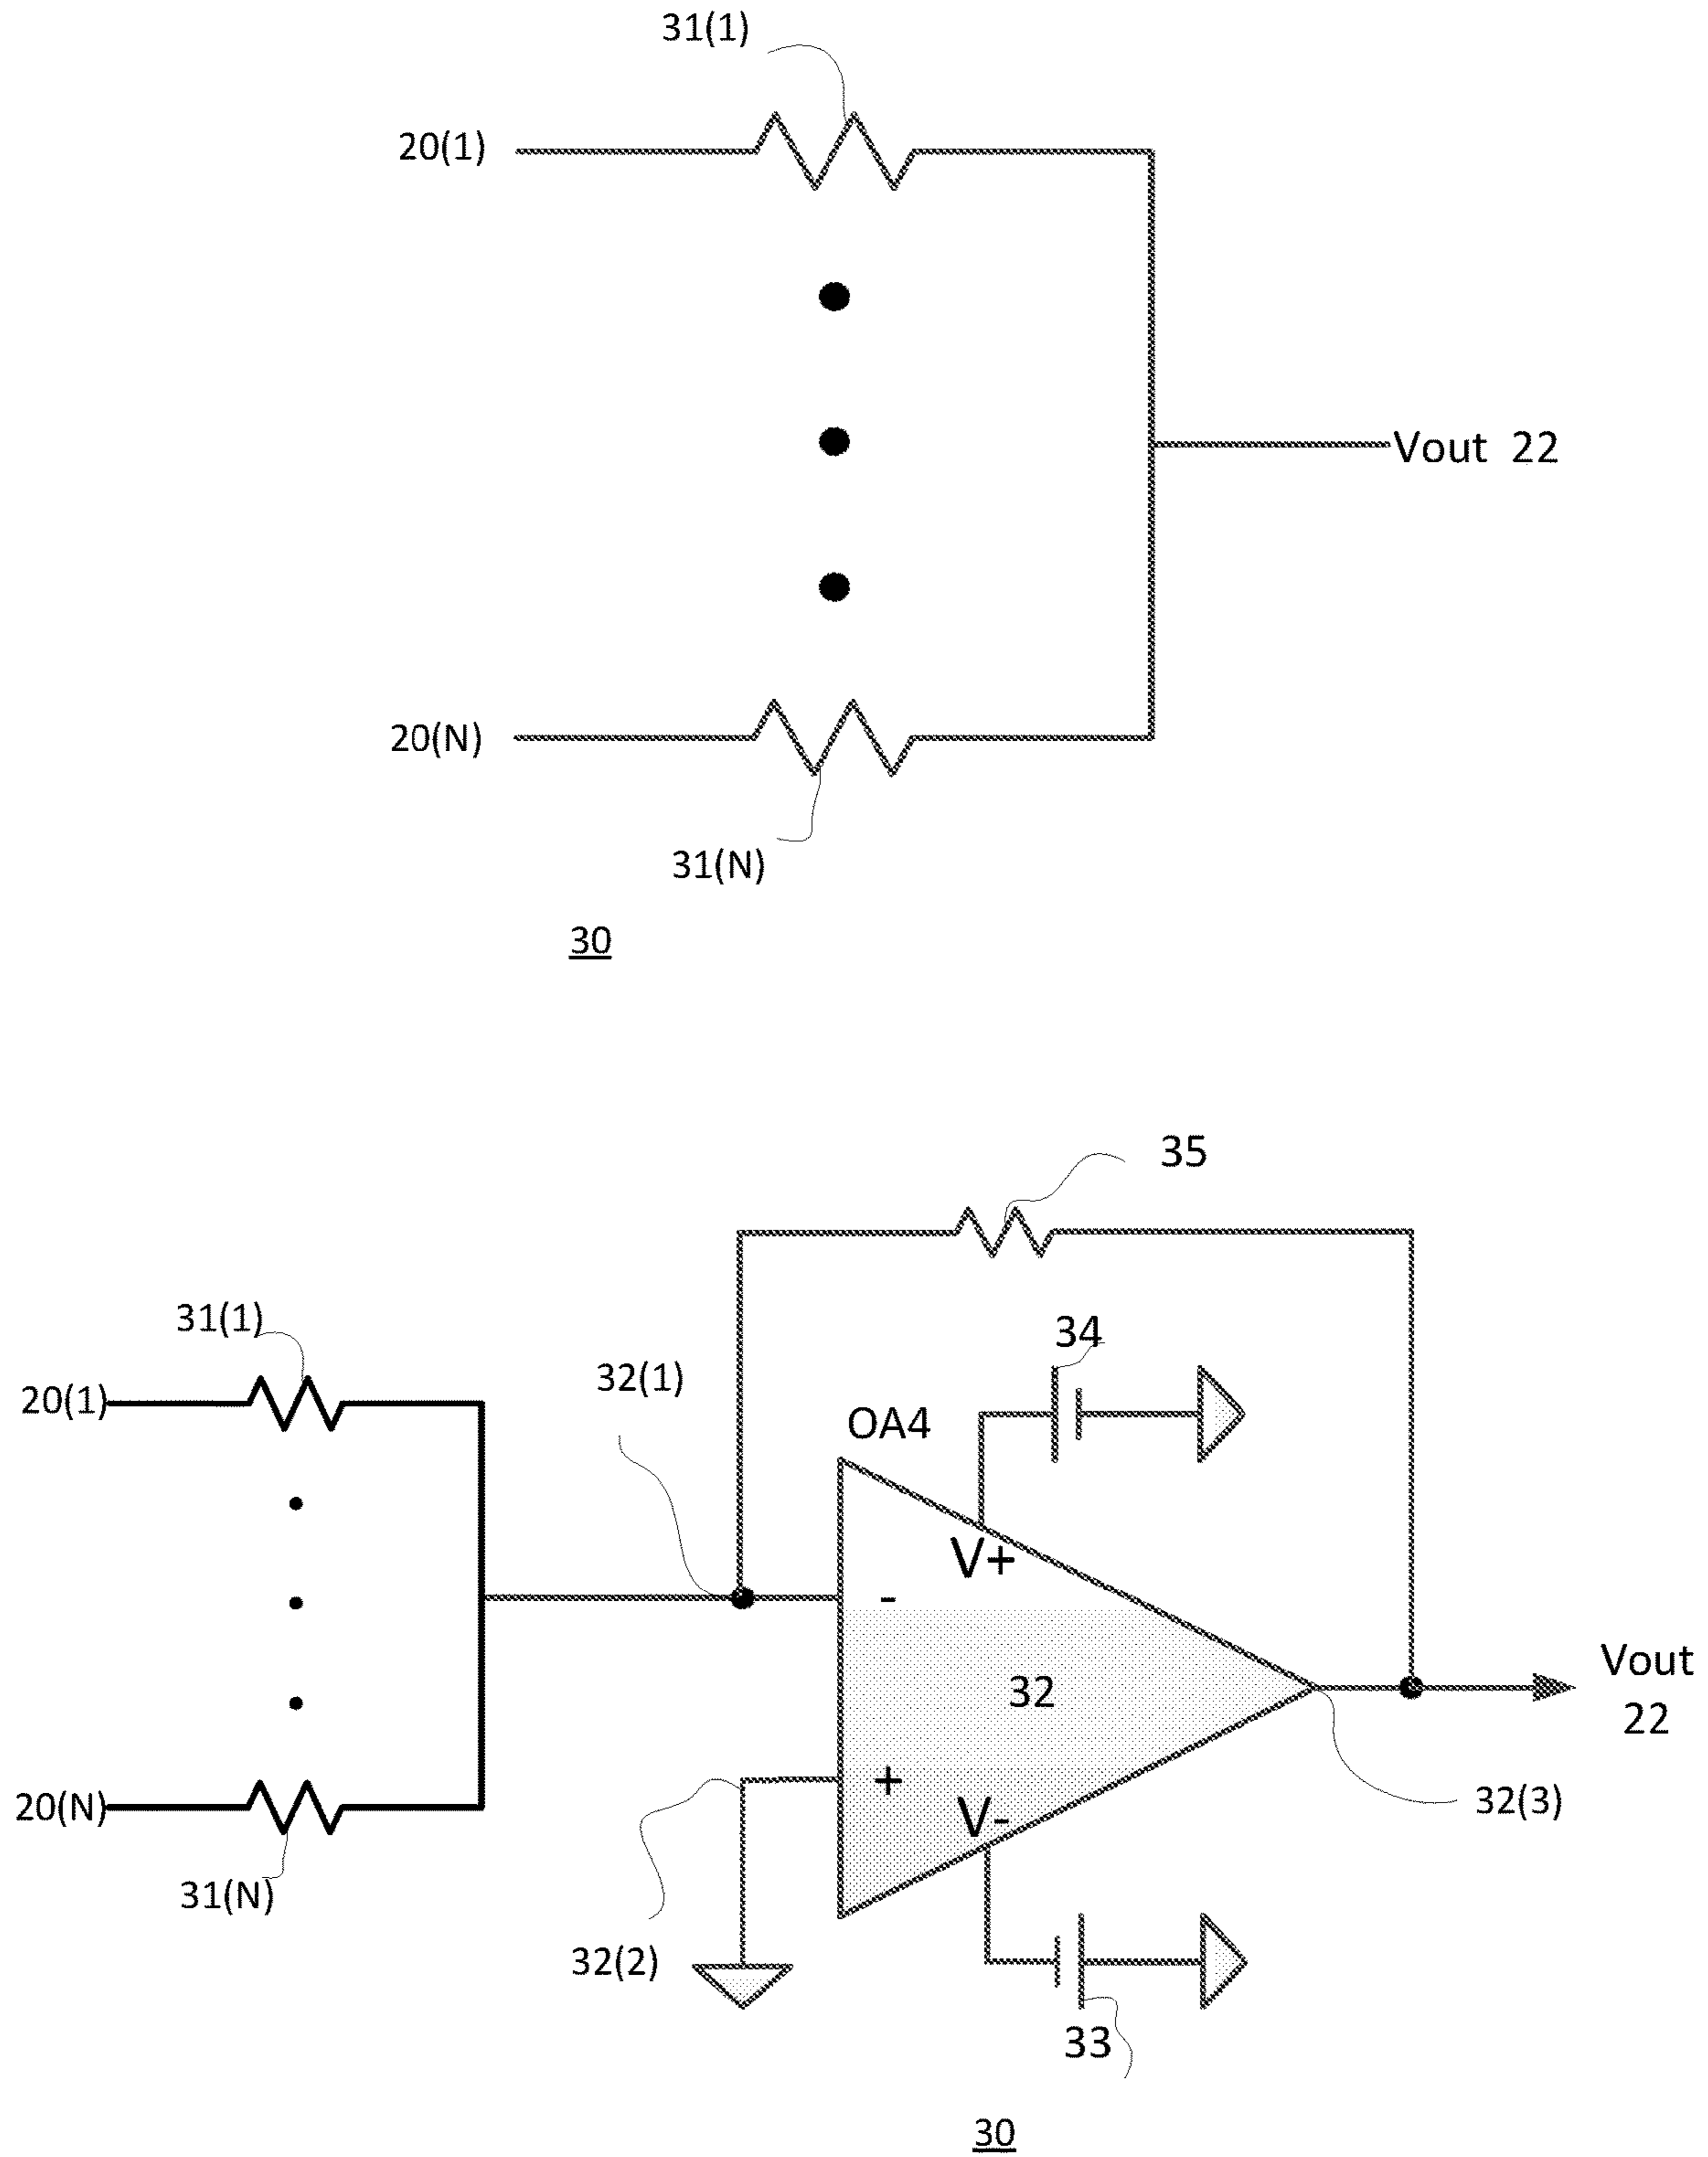 31(1)
20(1)
Vout 22
20(N)
31(N)
30
35
31(1)
34
32(1)
20(1)
OA4
V+
-
32
Vout
22
+
20(N)
V-
32(3)
31(N)
32(2)
33
30